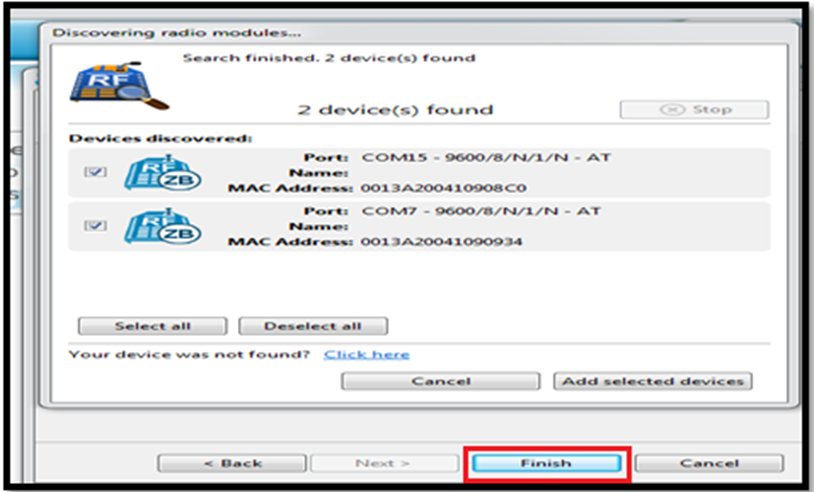 Discovering radio modules...
Search finished. 2 device(s) found
RF
2 device(s) found
Stop
Devices discovered:
RF ZB
Port: COM15 - 9600/8/N/1/N - AT
Name:
MAC Address: 0013A200410908C0
RF ZB
Port: COM7 - 9600/8/N/1/N - AT
Name:
MAC Address: 0013A20041090934
Select all Deselect all
Your device was not found? Click here
Cancel Add selected devices
< Back Next > Finish Cancel